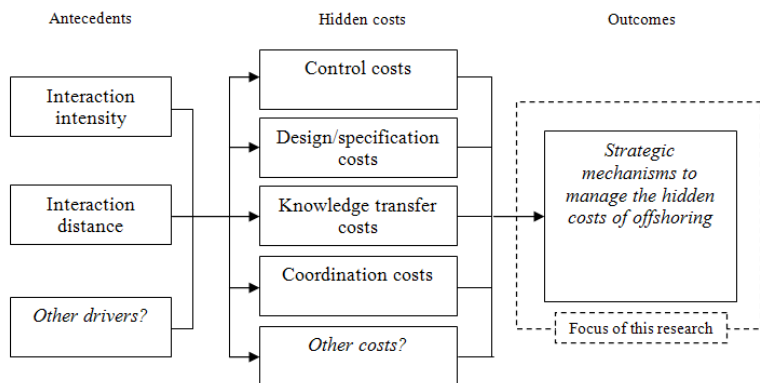 Antecedents
Hidden costs
Outcomes
Interaction
intensity
Interaction
distance
Other drivers?
Control costs
Design/specification
costs
Knowledge transfer
costs
Coordination costs
Other costs?
Strategic
mechanisms to
manage the hidden
costs of offshoring
Focus of this research